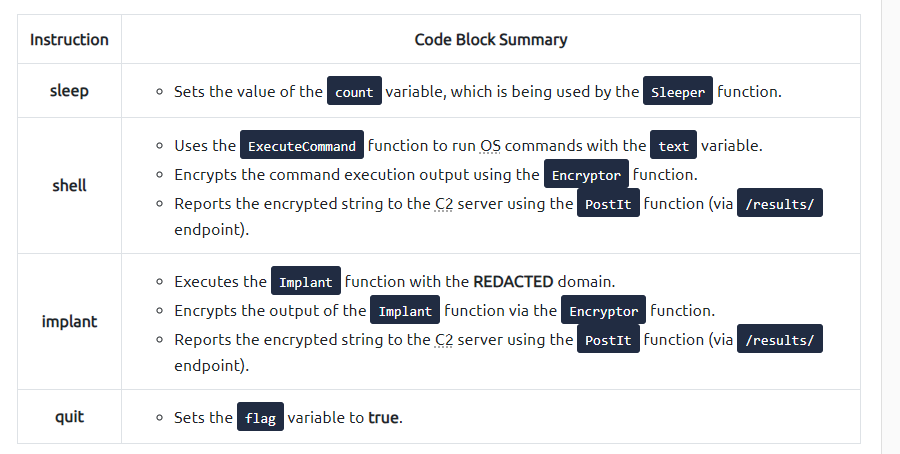 Instruction Code Block Summary
sleep
Sets the value of the count variable, which is being used by the Sleeper function.
shell
Uses the ExecuteCommand function to run OS commands with the text variable.
Encrypts the command execution output using the Encryptor function.
Reports the encrypted string to the C2 server using the PostIt function (via /results/
endpoint).
implant
Executes the Implant function with the REDACTED domain.
Encrypts the output of the Implant function via the Encryptor function.
Reports the encrypted string to the C2 server using the PostIt function (via /results/
endpoint).
quit
Sets the flag variable to true.